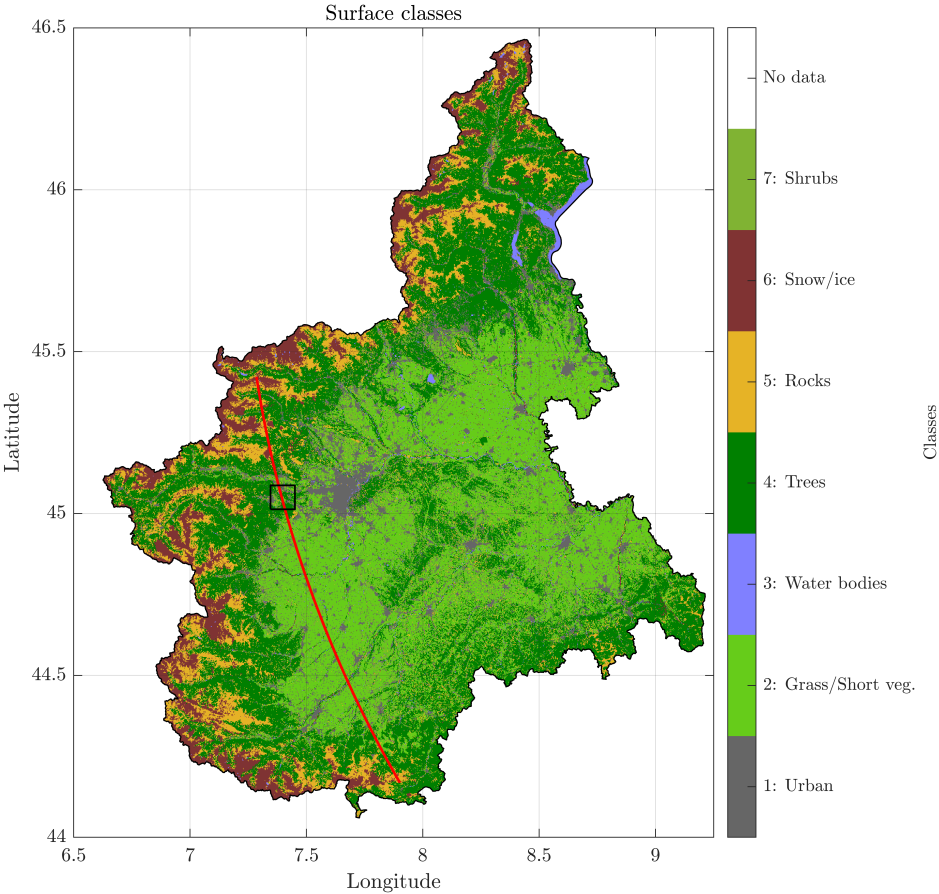 Surface classes
46.5
46
45.5
45
44.5
44
Latitude
6.5
7
7.5
8
8.5
9
Longitude
No data
7: Shrubs
6: Snow/ice
5: Rocks
4: Trees
3: Water bodies
2: Grass/Short veg.
1: Urban
Classes